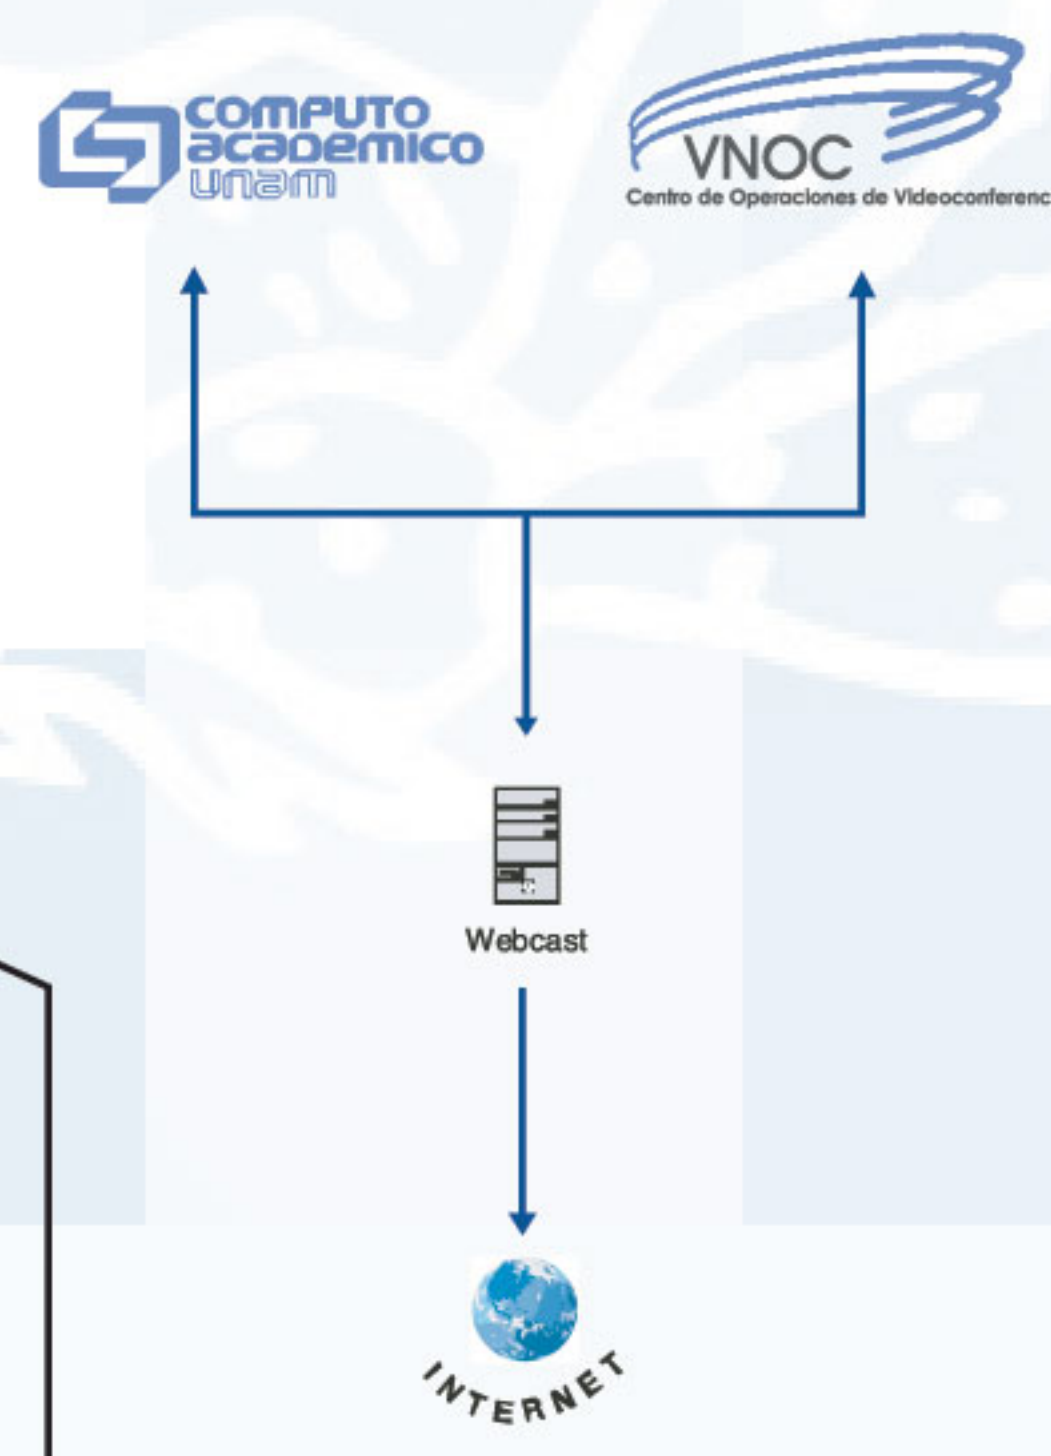 COMPUTO
academico
unam
VNOC
Centro de Operaciones de Videoconferenc
Webcast
INTERNET